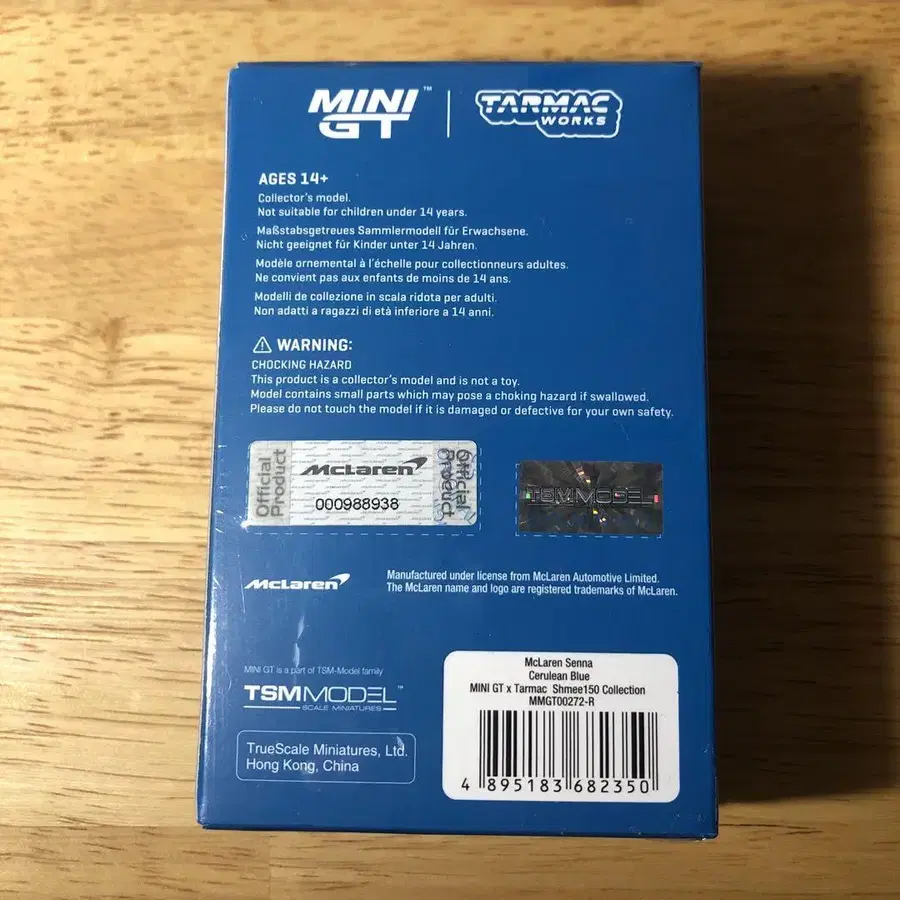 MINI GT™ | TARMAC WORKS
AGES 14+
Collector's model.
Not suitable for children under 14 years.
Maßstabsgetreues Sammlermodell für Erwachsene.
Nicht geeignet für Kinder unter 14 Jahren.
Modèle ornemental à l'échelle pour collectionneurs adultes.
Ne convient pas aux enfants de moins de 14 ans.
Modelli de collezione in scala ridota per adulti.
Non adatti a ragazzi di età inferiore a 14 anni.
⚠ WARNING:
CHOCKING HAZARD
This product is a collector's model and is not a toy.
Model contains small parts which may pose a choking hazard if swallowed.
Please do not touch the model if it is damaged or defective for your own safety.
Official Product
McLaren
000988938
Official Product
TSMMODEL
McLaren
Manufactured under license from McLaren Automotive Limited.
The McLaren name and logo are registered trademarks of McLaren.
MINI GT is a part of TSM-Model family
TSMMODEL™
SCALE MINIATURES
TrueScale Miniatures, Ltd.
Hong Kong, China
McLaren Senna
Cerulean Blue
MINI GT x Tarmac Shmee150 Collection
MMGT00272-R
4 895183 682350